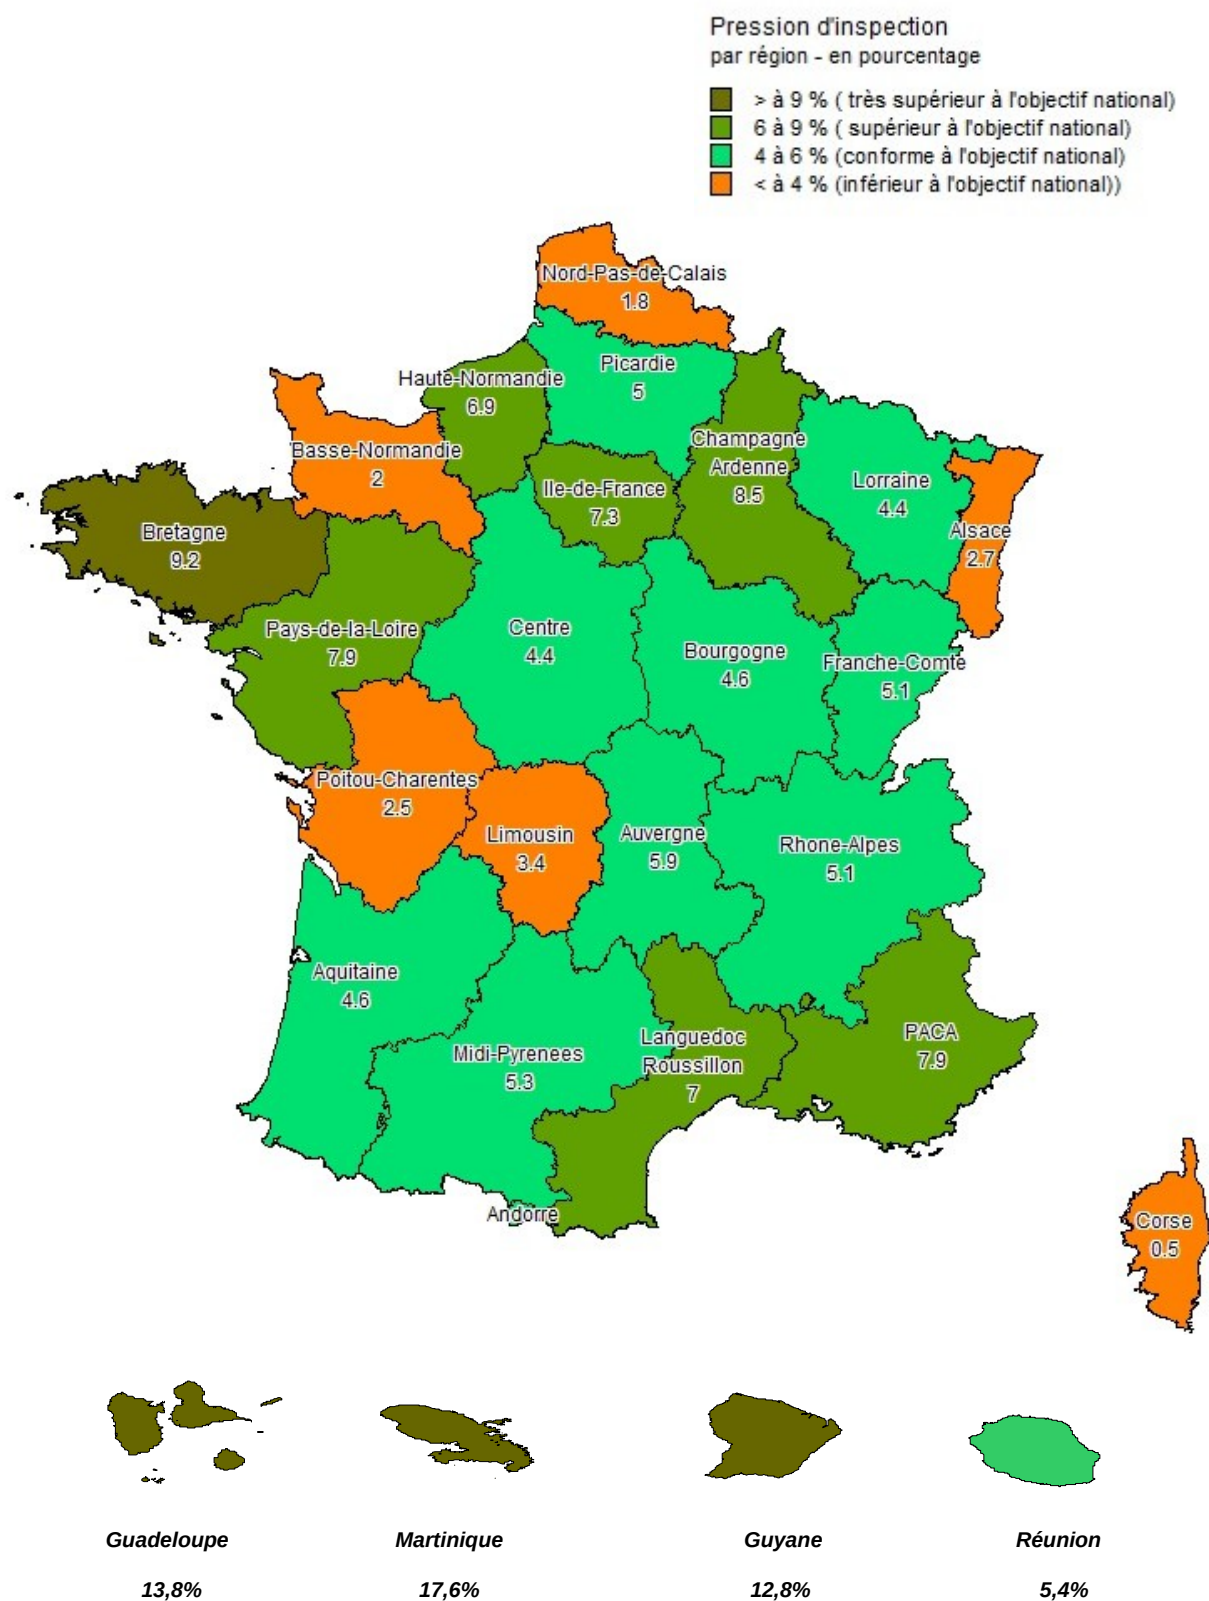 Pression d'inspection
par région - en pourcentage
> à 9 % ( très supérieur à l'objectif national)
6 à 9 % ( supérieur à l'objectif national)
4 à 6 % (conforme à l'objectif national)
< à 4 % (inférieur à l'objectif national))
Nord-Pas-de-Calais
1.8
Picardie
5
Haute-Normandie
6.9
Basse-Normandie
2
Champagne
Ardenne
8.5
Ile-de-France
7.3
Lorraine
4.4
Alsace
2.7
Bretagne
9.2
Pays-de-la-Loire
7.9
Centre
4.4
Bourgogne
4.6
Franche-Comte
5.1
Poitou-Charentes
2.5
Limousin
3.4
Auvergne
5.9
Rhone-Alpes
5.1
Aquitaine
4.6
Midi-Pyrenees
5.3
Languedoc
Roussillon
7
PACA
7.9
Andorre
Corse
0.5
Guadeloupe
Martinique
Guyane
Réunion
13,8%
17,6%
12,8%
5,4%